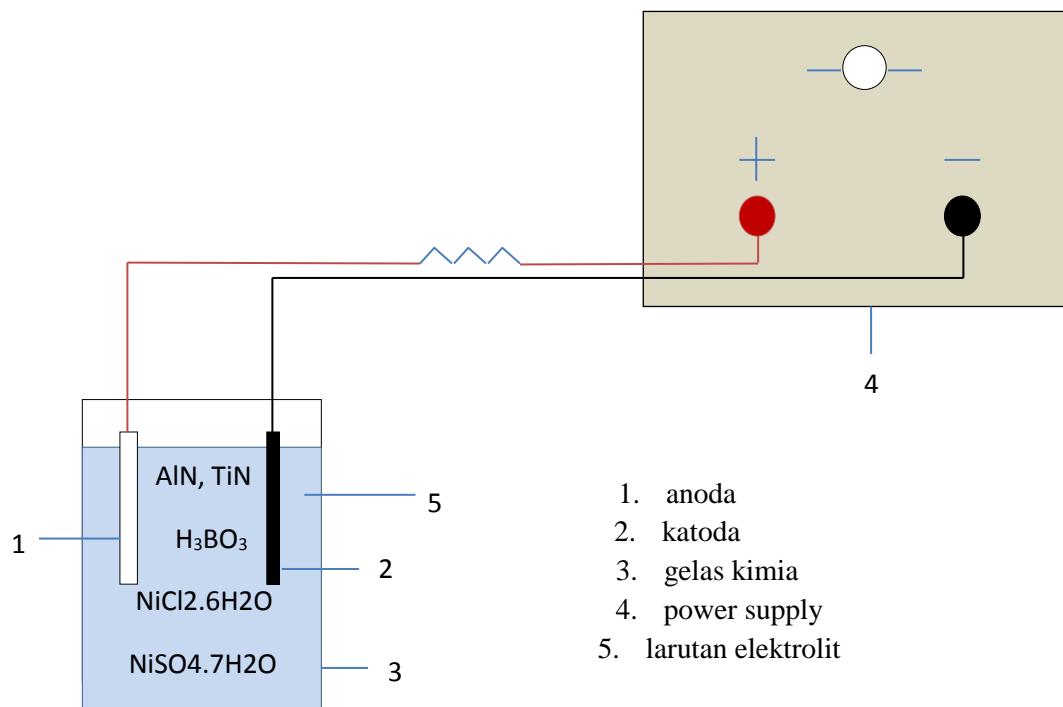 + −
4
AlN, TiN
5
1
H₃BO₃
2
NiCl2.6H2O
NiSO4.7H2O
3
1. anoda
2. katoda
3. gelas kimia
4. power supply
5. larutan elektrolit